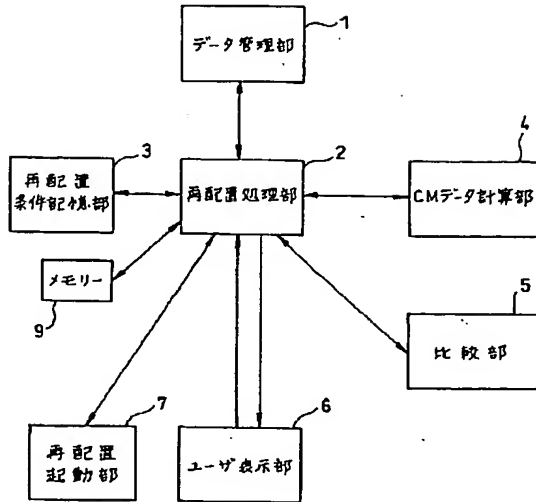 1
データ管理部
3
再配置
条件記憶部
2
再配置処理部
4
CMデータ計算部
メモリー
9
5
比較部
7
再配置
起動部
6
ユーザ表示部